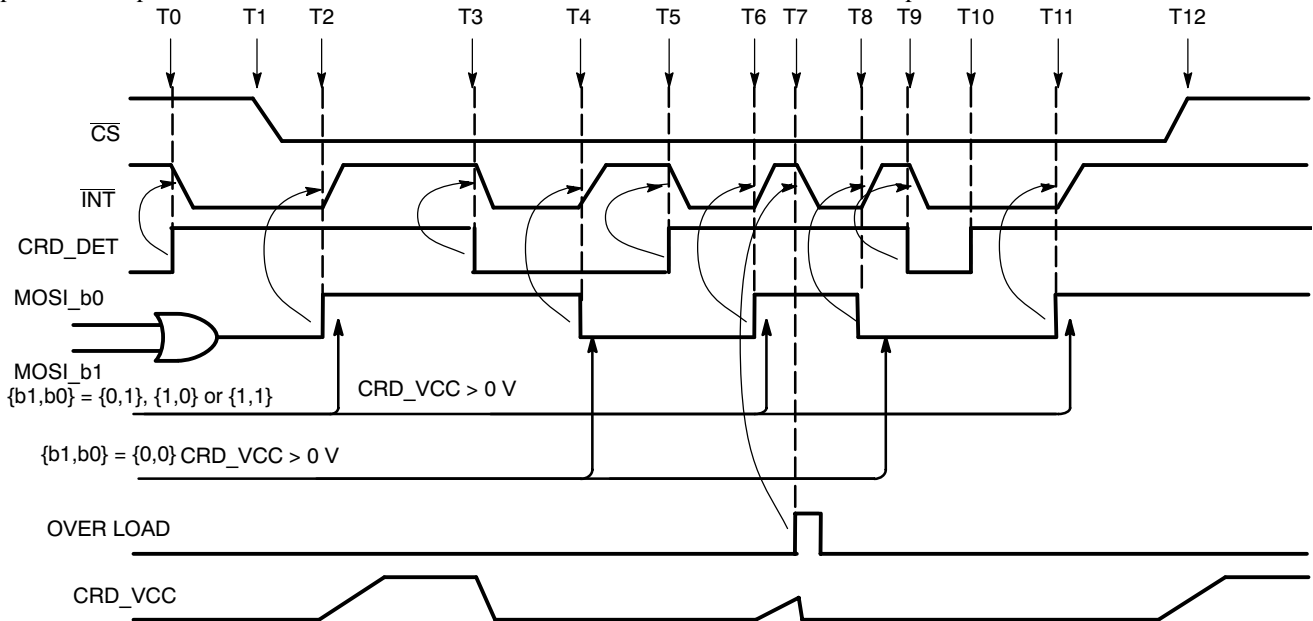 T0 T1 T2 T3 T4 T5 T6 T7 T8 T9 T10 T11 T12
CS
INT
CRD_DET
MOSI_b0
MOSI_b1
{b1,b0} = {0,1}, {1,0} or {1,1}
CRD_VCC > 0 V
{b1,b0} = {0,0} CRD_VCC > 0 V
OVER LOAD
CRD_VCC